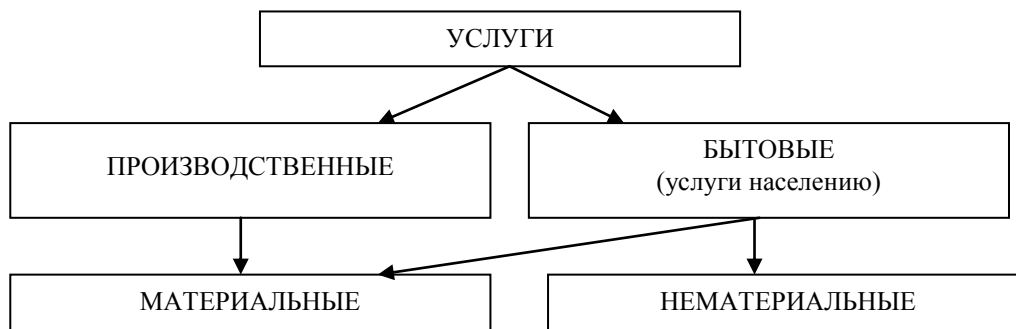 УСЛУГИ
ПРОИЗВОДСТВЕННЫЕ
БЫТОВЫЕ
(услуги населению)
МАТЕРИАЛЬНЫЕ
НЕМАТЕРИАЛЬНЫЕ